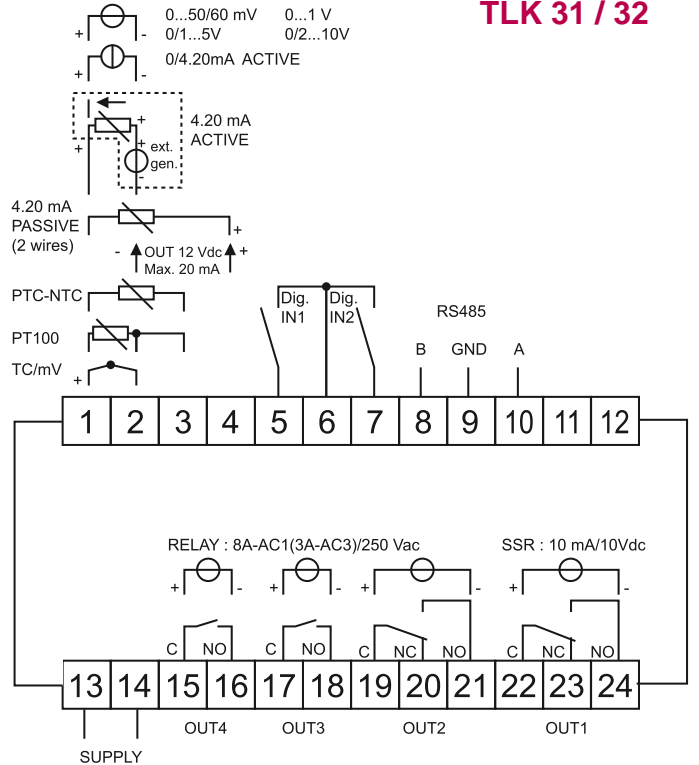 TLK 31 / 32
0...50/60 mV 0...1 V
+ - 0/1...5V 0/2...10V
0/4.20mA ACTIVE
+ -
4.20 mA
ACTIVE
+
+
+ ext.
gen.
-
4.20 mA
PASSIVE
(2 wires)
+
- OUT 12 Vdc +
Max. 20 mA
PTC-NTC
PT100
TC/mV
+
Dig.
IN1
Dig.
IN2
RS485
B GND A
1 2 3 4 5 6 7 8 9 10 11 12
RELAY : 8A-AC1(3A-AC3)/250 Vac SSR : 10 mA/10Vdc
+ - + - + - + -
C NO C NO C NC NO C NC NO
13 14 15 16 17 18 19 20 21 22 23 24
OUT4 OUT3 OUT2 OUT1
SUPPLY